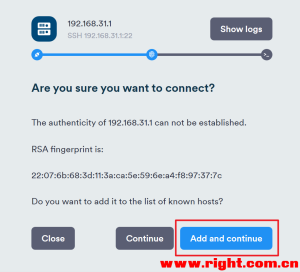 192.168.31.1
SSH 192.168.31.1:22
Show logs
Are you sure you want to connect?
The authenticity of 192.168.31.1 can not be established.
RSA fingerprint is:
22:07:6b:68:3d:11:3a:ca:5e:59:6e:a4:f8:97:37:7c
Do you want to add it to the list of known hosts?
Close
Continue
Add and continue
www.right.com.cn